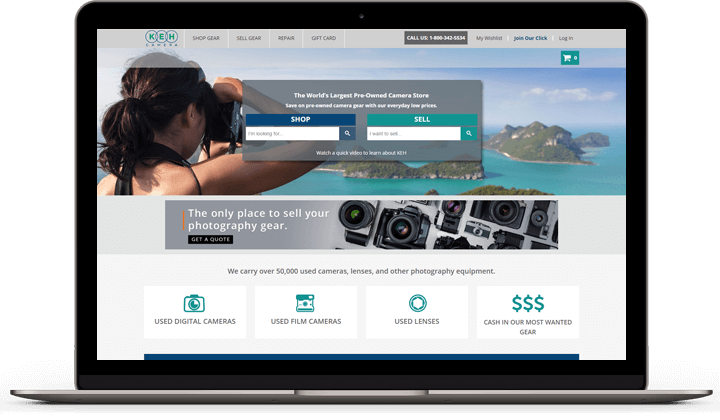 KEH
CAMERA
SHOP GEAR
SELL GEAR
REPAIR
GIFT CARD
CALL US: 1-800-342-5534
My Wishlist
Join Our Click
Log In
0
The World's Largest Pre-Owned Camera Store
Save on pre-owned camera gear with our everyday low prices.
SHOP
SELL
I'm looking for...
I want to sell...
Watch a quick video to learn about KEH
The only place to sell your
photography gear.
GET A QUOTE
We carry over 50,000 used cameras, lenses, and other photography equipment.
USED DIGITAL CAMERAS
USED FILM CAMERAS
USED LENSES
$$$
CASH IN OUR MOST WANTED
GEAR